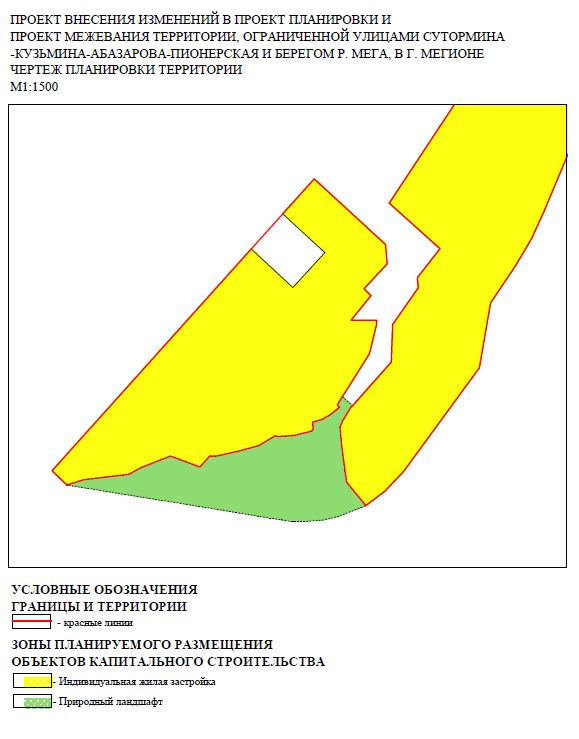 ПРОЕКТ ВНЕСЕНИЯ ИЗМЕНЕНИЙ В ПРОЕКТ ПЛАНИРОВКИ И
ПРОЕКТ МЕЖЕВАНИЯ ТЕРРИТОРИИ, ОГРАНИЧЕННОЙ УЛИЦАМИ СУТОРМИНА
-КУЗЬМИНА-АБАЗАРОВА-ПИОНЕРСКАЯ И БЕРЕГОМ Р. МЕГА, В Г. МЕГИОНЕ
ЧЕРТЕЖ ПЛАНИРОВКИ ТЕРРИТОРИИ
М1:1500
УСЛОВНЫЕ ОБОЗНАЧЕНИЯ
ГРАНИЦЫ И ТЕРРИТОРИИ
- красные линии
ЗОНЫ ПЛАНИРУЕМОГО РАЗМЕЩЕНИЯ
ОБЪЕКТОВ КАПИТАЛЬНОГО СТРОИТЕЛЬСТВА
- Индивидуальная жилая застройка
- Природный ландшафт